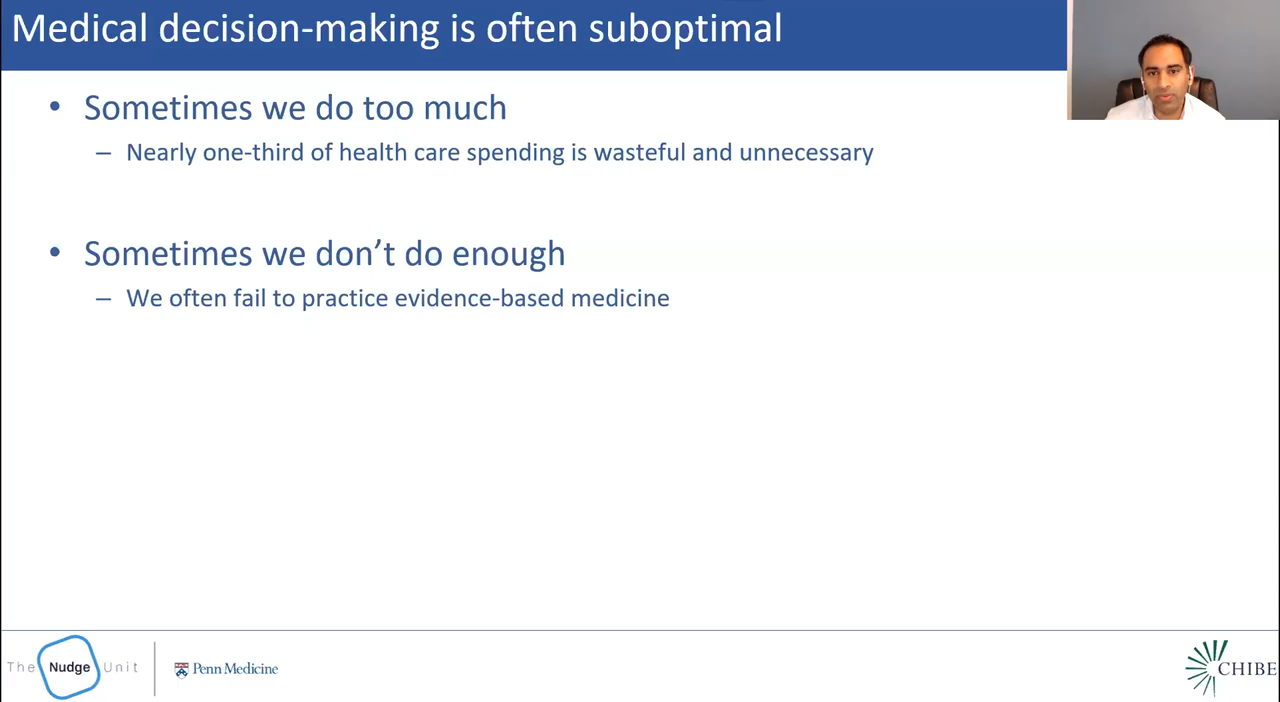 Medical decision-making is often suboptimal
• Sometimes we do too much
– Nearly one-third of health care spending is wasteful and unnecessary
• Sometimes we don’t do enough
– We often fail to practice evidence-based medicine
The Nudge Unit
Penn Medicine
CHIBE